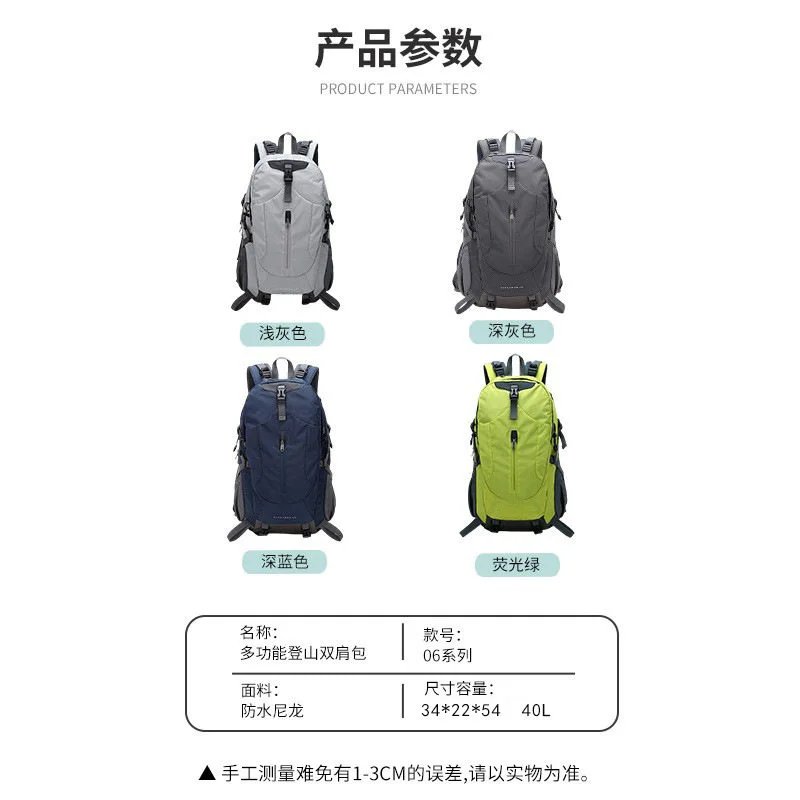 产品参数
PRODUCT PARAMETERS
浅灰色
深灰色
深蓝色
荧光绿
名称：
多功能登山双肩包
款号：
06系列
面料：
防水尼龙
尺寸容量：
34*22*54 40L
▲ 手工测量难免有1-3CM的误差,请以实物为准。